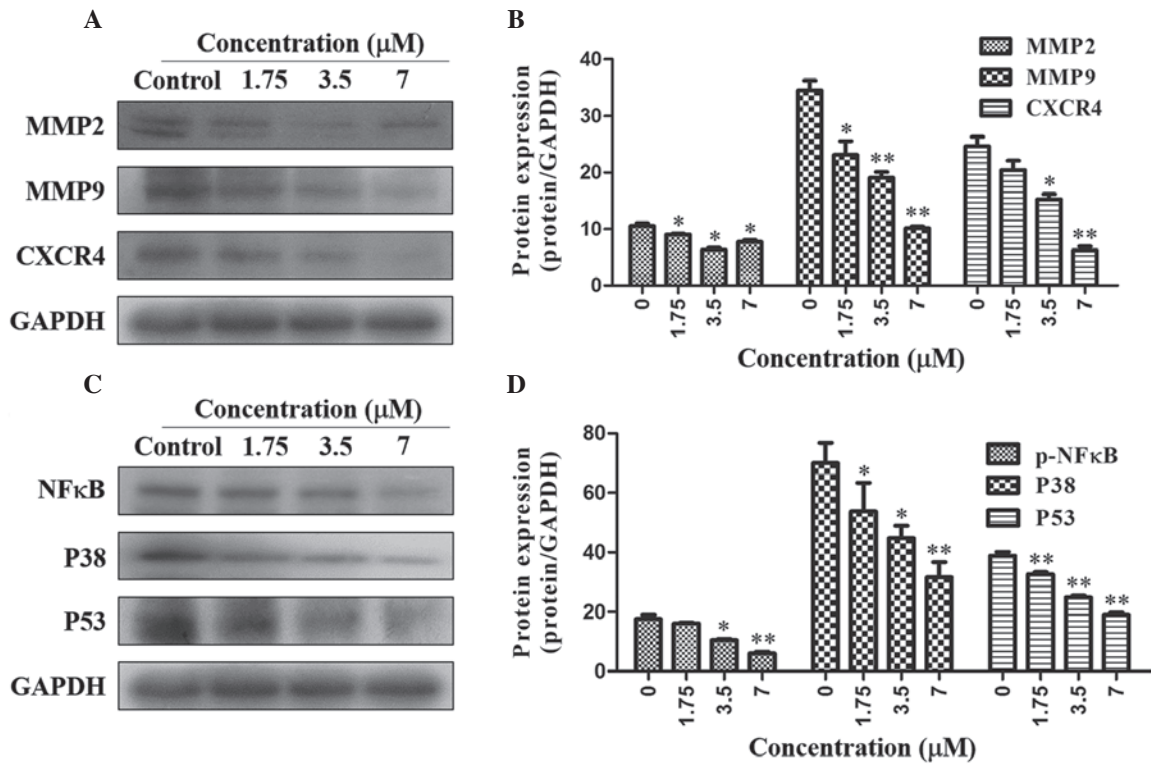 A
Concentration (μM)
Control 1.75 3.5 7
MMP2
MMP9
CXCR4
GAPDH
B
MMP2
MMP9
CXCR4
Protein expression
(protein/GAPDH)
40
30
20
10
0
* * *
* ** **
* **
0 1.75 3.5 7 0 1.75 3.5 7 0 1.75 3.5 7
Concentration (μM)
C
Concentration (μM)
Control 1.75 3.5 7
NFκB
P38
P53
GAPDH
D
p-NFκB
P38
P53
Protein expression
(protein/GAPDH)
80
60
40
20
0
* **
* * **
** ** **
0 1.75 3.5 7 0 1.75 3.5 7 0 1.75 3.5 7
Concentration (μM)